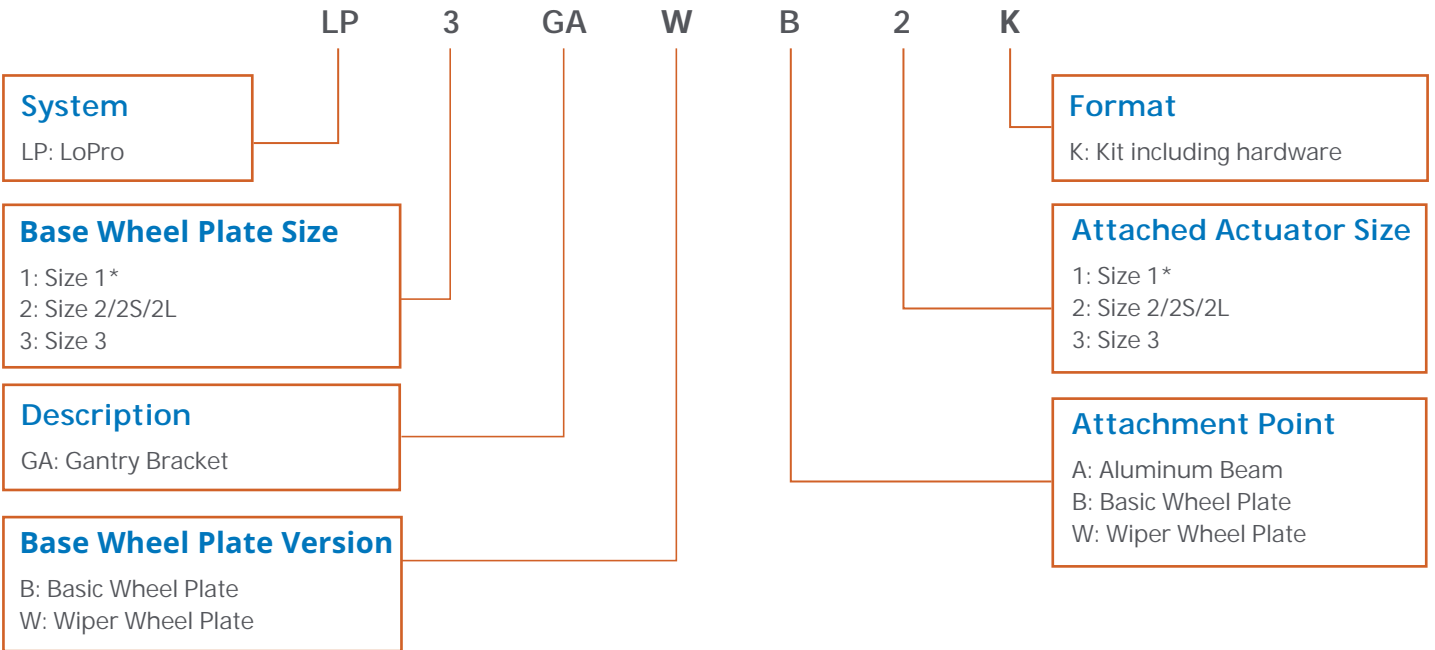 LP 3 GA W B 2 K
System
LP: LoPro
Base Wheel Plate Size
1: Size 1*
2: Size 2/2S/2L
3: Size 3
Description
GA: Gantry Bracket
Base Wheel Plate Version
B: Basic Wheel Plate
W: Wiper Wheel Plate
Format
K: Kit including hardware
Attached Actuator Size
1: Size 1*
2: Size 2/2S/2L
3: Size 3
Attachment Point
A: Aluminum Beam
B: Basic Wheel Plate
W: Wiper Wheel Plate